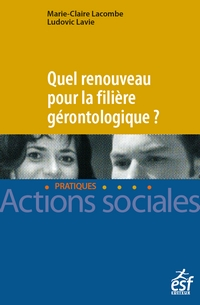 Marie-Claire Lacombe
Ludovic Lavie
Quel renouveau
pour la filière
gérontologique ?
PRATIQUES
Actions sociales
esf